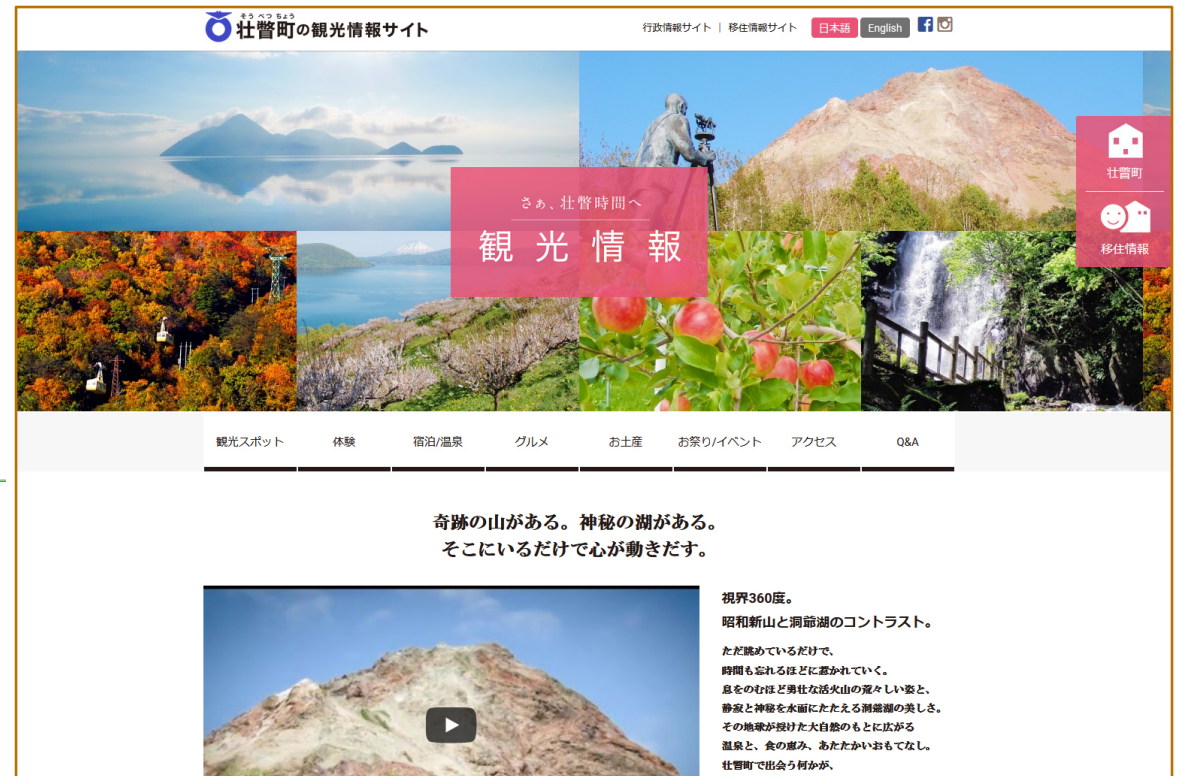 そうべつちょう
壮瞥町の観光情報サイト
行政情報サイト | 移住情報サイト 日本語 English
壮瞥町
移住情報
さぁ、壮瞥時間へ
観光情報
観光スポット 体験 宿泊/温泉 グルメ お土産 お祭り/イベント アクセス Q&A
奇跡の山がある。神秘の湖がある。
そこにいるだけで心が動きだす。
視界360度。
昭和新山と洞爺湖のコントラスト。
ただ眺めているだけで、
時間も忘れるほどに惹かれていく。
息をのむほど勇壮な活火山の荒々しい姿と、
静寂と神秘を水面にたたえる洞爺湖の美しさ。
その地球が授けた大自然のもとに広がる
温泉と、食の恵み、あたたかいおもてなし。
壮瞥町で出会う何かが、